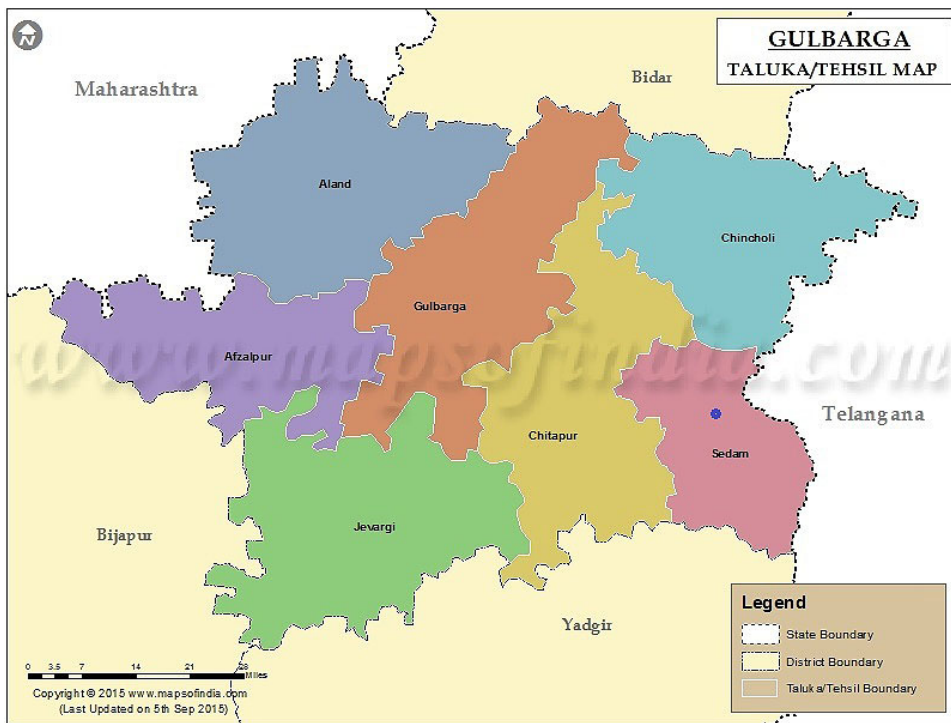 N
GULBARGA
TALUKA/TEHSIL MAP
Maharashtra
Bidar
Aland
Chincholi
Gulbarga
Afzalpur
www.mapsofindia.com
Telangana
Chitapur
Sedam
Jevargi
Bijapur
Yadgir
Legend
State Boundary
District Boundary
Taluka/Tehsil Boundary
0 3.5 7 14 21 28
Miles
Copyright © 2015 www.mapsofindia.com
(Last Updated on 5th Sep 2015)